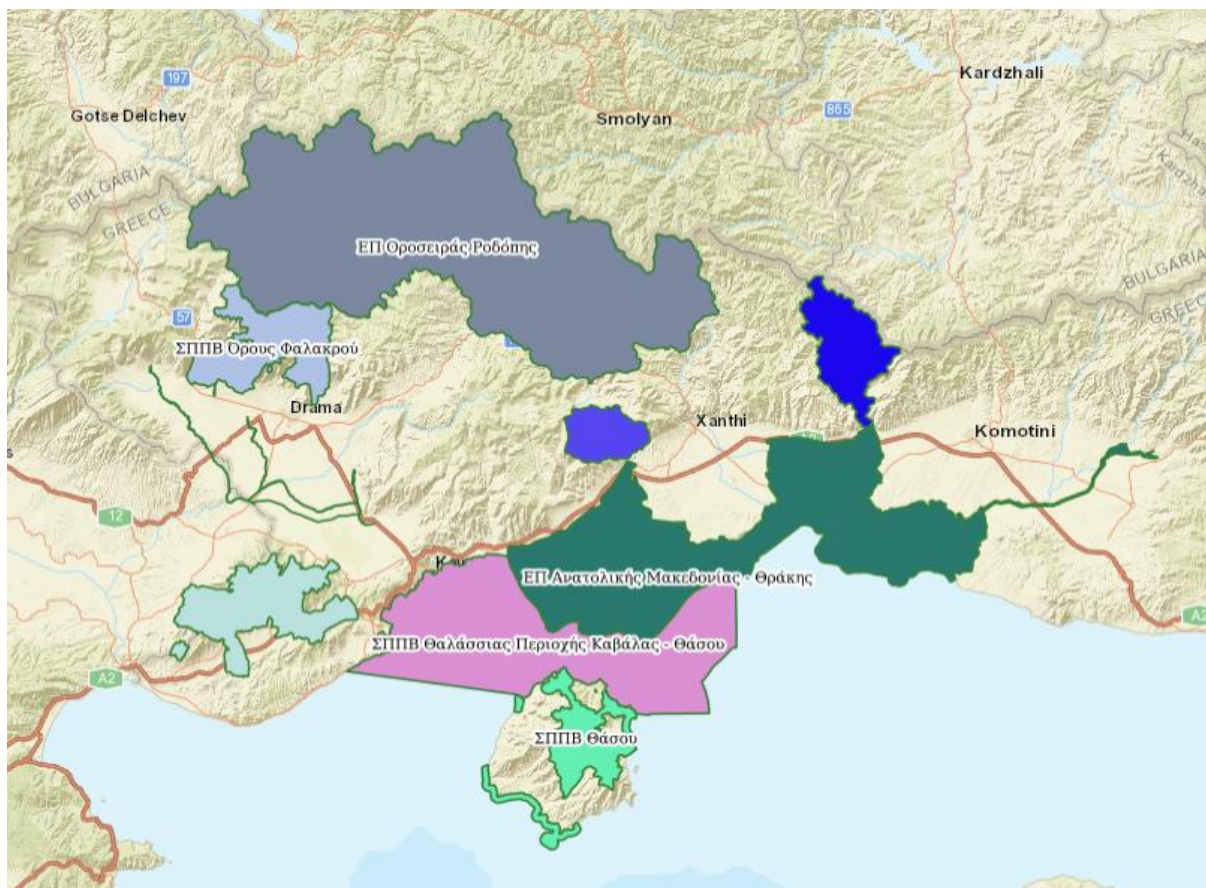 197
Kardzhali
Gotse Delchev
865
Smolyan
BULGARIA
GREECE
ΕΠ Οροσειράς Ροδόπης
BULGARIA
GREECE
57
ΣΠΠΒ Όρους Φαλακρού
Drama
Xanthi
Komotini
12
ΕΠ Ανατολικής Μακεδονίας - Θράκης
A2
ΣΠΠΒ Θαλάσσιας Περιοχής Καβάλας - Θάσου
A2
ΣΠΠΒ Θάσου